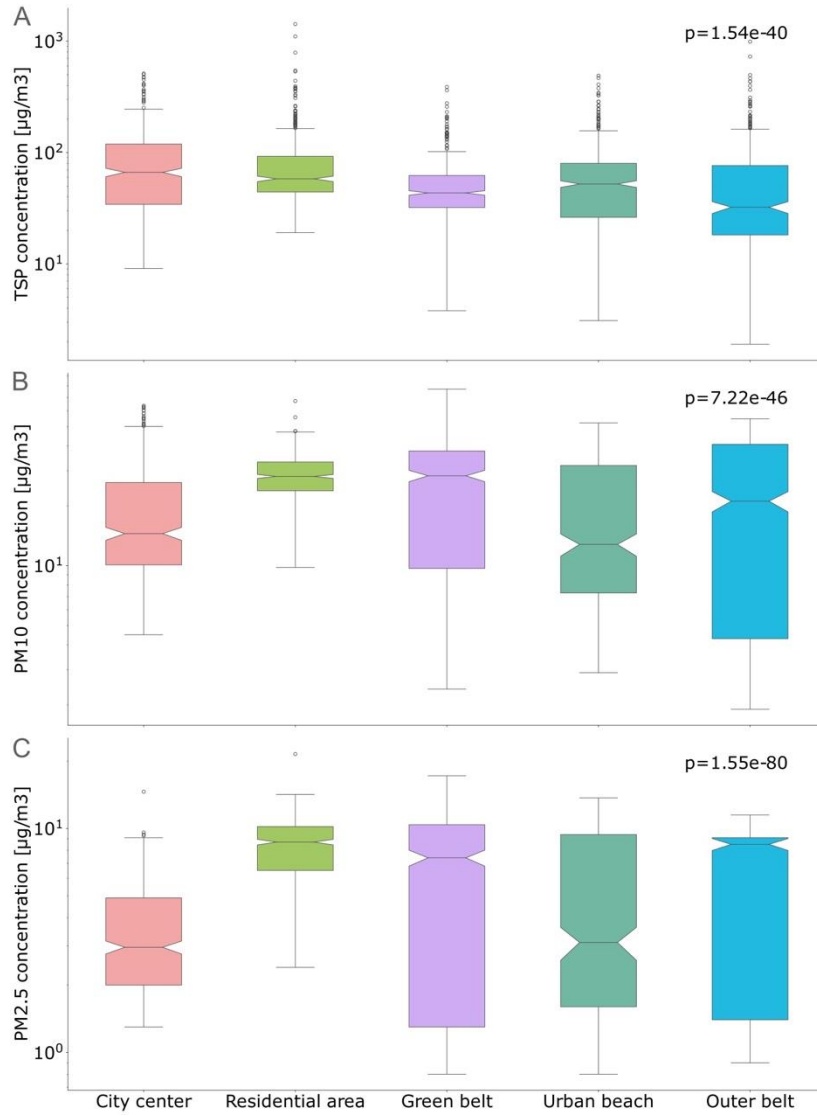 A
TSP concentration [µg/m3]
10³
10²
10¹
p=1.54e-40
B
PM10 concentration [µg/m3]
10¹
p=7.22e-46
C
PM2.5 concentration [µg/m3]
10¹
10⁰
p=1.55e-80
City center Residential area Green belt Urban beach Outer belt